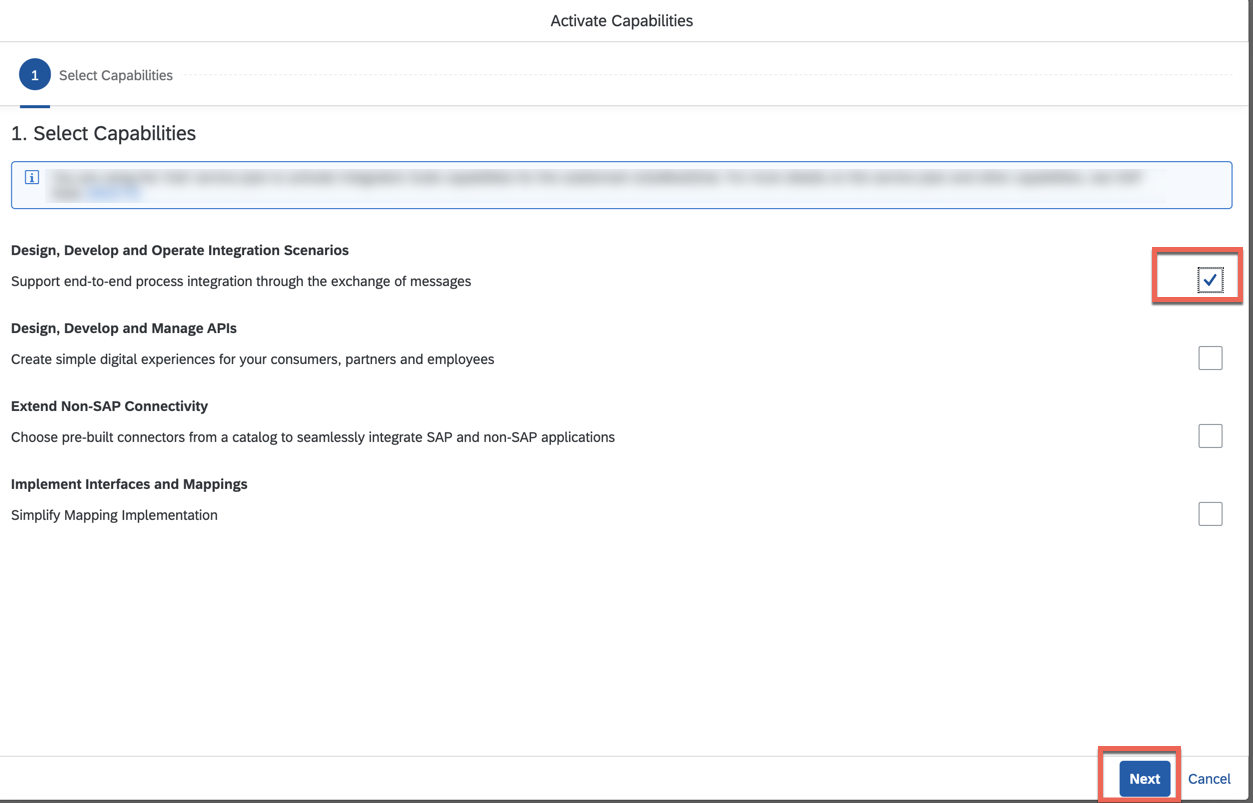 Activate Capabilities
1 Select Capabilities
1. Select Capabilities
Design, Develop and Operate Integration Scenarios
Support end-to-end process integration through the exchange of messages
Design, Develop and Manage APIs
Create simple digital experiences for your consumers, partners and employees
Extend Non-SAP Connectivity
Choose pre-built connectors from a catalog to seamlessly integrate SAP and non-SAP applications
Implement Interfaces and Mappings
Simplify Mapping Implementation
Next Cancel